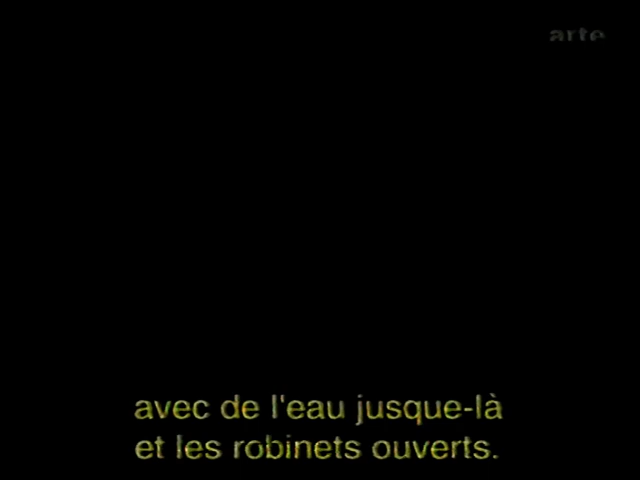 arte
avec de l'eau jusque-là
et les robinets ouverts.